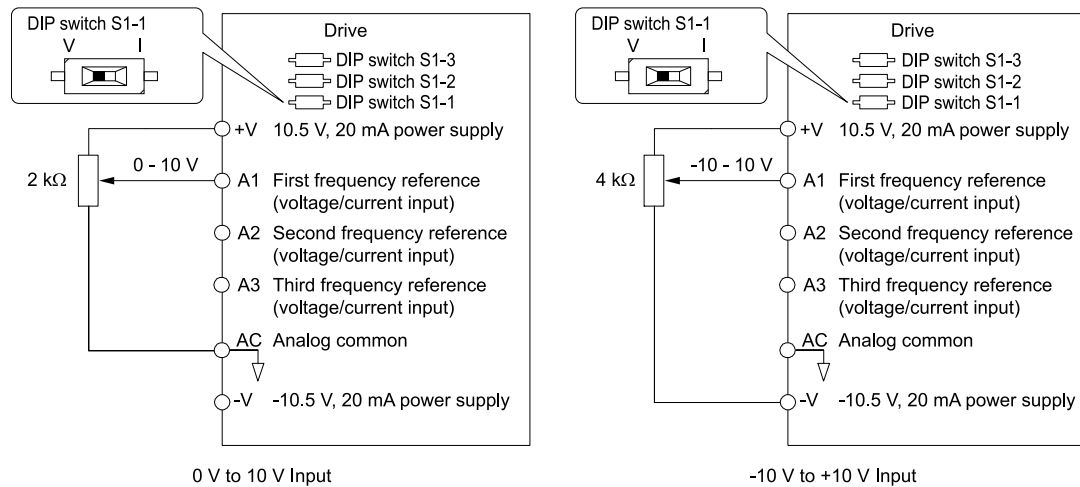 DIP switch S1-1
V I
Drive
DIP switch S1-3
DIP switch S1-2
DIP switch S1-1
+V 10.5 V, 20 mA power supply
2 kΩ
0 - 10 V
A1 First frequency reference
(voltage/current input)
A2 Second frequency reference
(voltage/current input)
A3 Third frequency reference
(voltage/current input)
AC Analog common
-V -10.5 V, 20 mA power supply
0 V to 10 V Input
DIP switch S1-1
V I
Drive
DIP switch S1-3
DIP switch S1-2
DIP switch S1-1
+V 10.5 V, 20 mA power supply
4 kΩ
-10 - 10 V
A1 First frequency reference
(voltage/current input)
A2 Second frequency reference
(voltage/current input)
A3 Third frequency reference
(voltage/current input)
AC Analog common
-V -10.5 V, 20 mA power supply
-10 V to +10 V Input